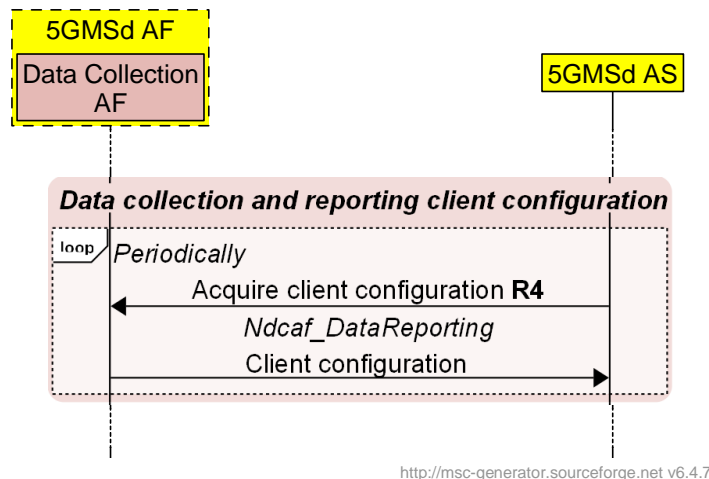 5GMSd AF
Data Collection
AF
5GMSd AS
Data collection and reporting client configuration
loop
Periodically
Acquire client configuration R4
Ndcaf_DataReporting
Client configuration
http://msc-generator.sourceforge.net v6.4.7